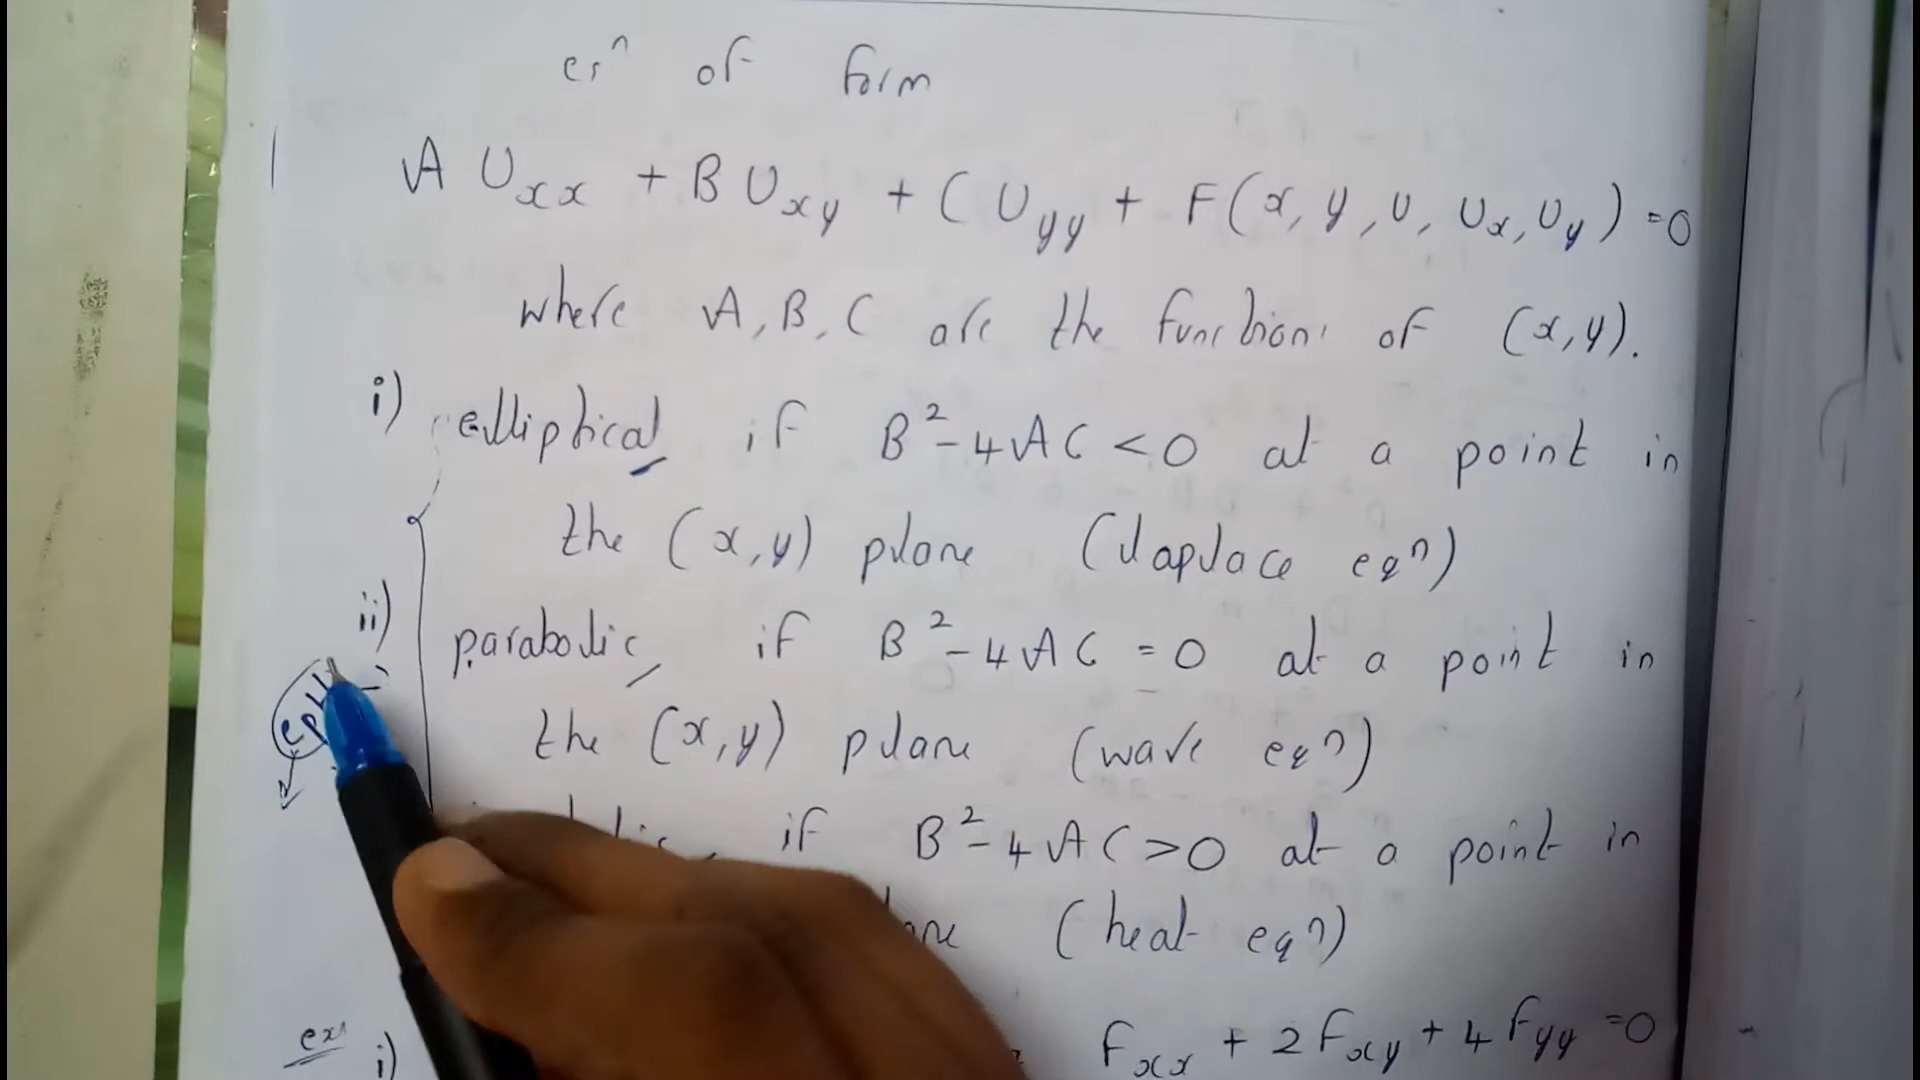 eqⁿ of form
A Uxx + B Uxy + C Uyy + F(x, y, U, Ux, Uy) = 0
where A, B, C are the functions of (x, y).
i) elliptical if B² - 4AC < 0 at a point in
the (x, y) plane (laplace eqⁿ)
ii) parabolic, if B² - 4AC = 0 at a point in
the (x, y) plane (wave eqⁿ)
if B² - 4AC > 0 at a point in
(heat eqⁿ)
ex i) Fxx + 2Fxy + 4Fyy = 0